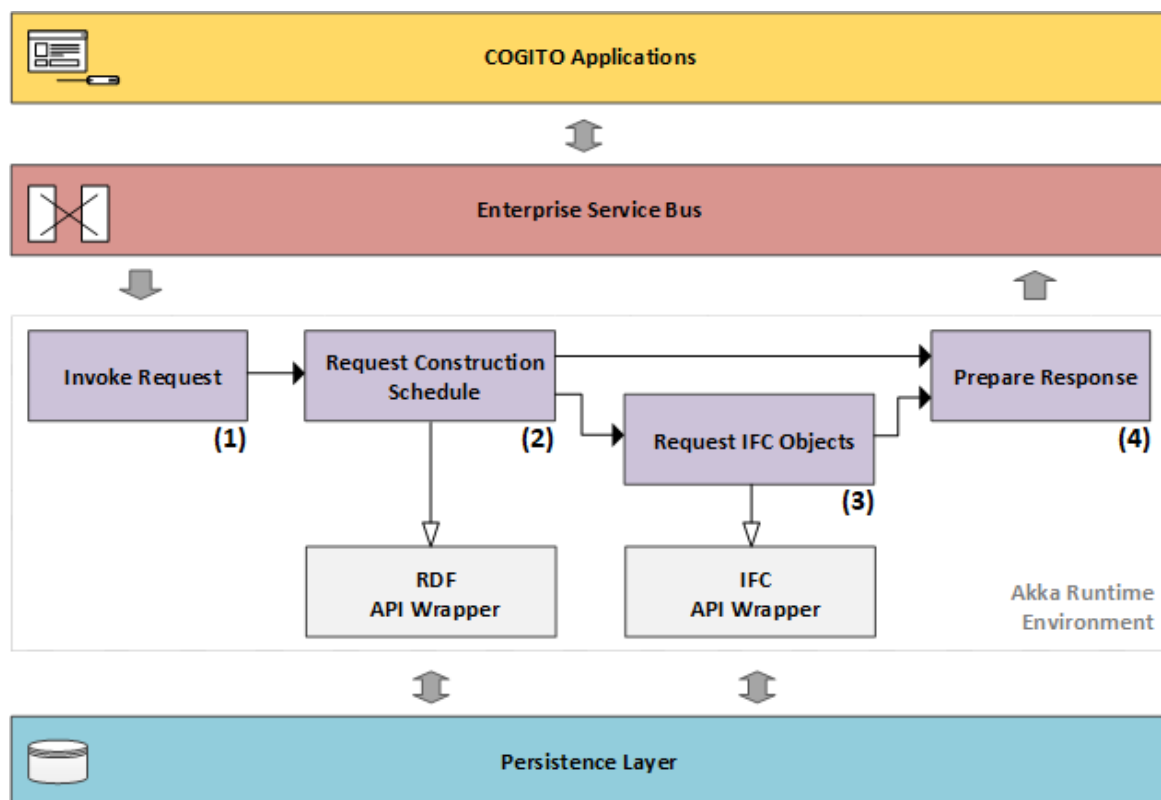 COGITO Applications
Enterprise Service Bus
Invoke Request
(1)
Request Construction
Schedule
(2)
Request IFC Objects
(3)
Prepare Response
(4)
RDF
API Wrapper
IFC
API Wrapper
Akka Runtime
Environment
Persistence Layer